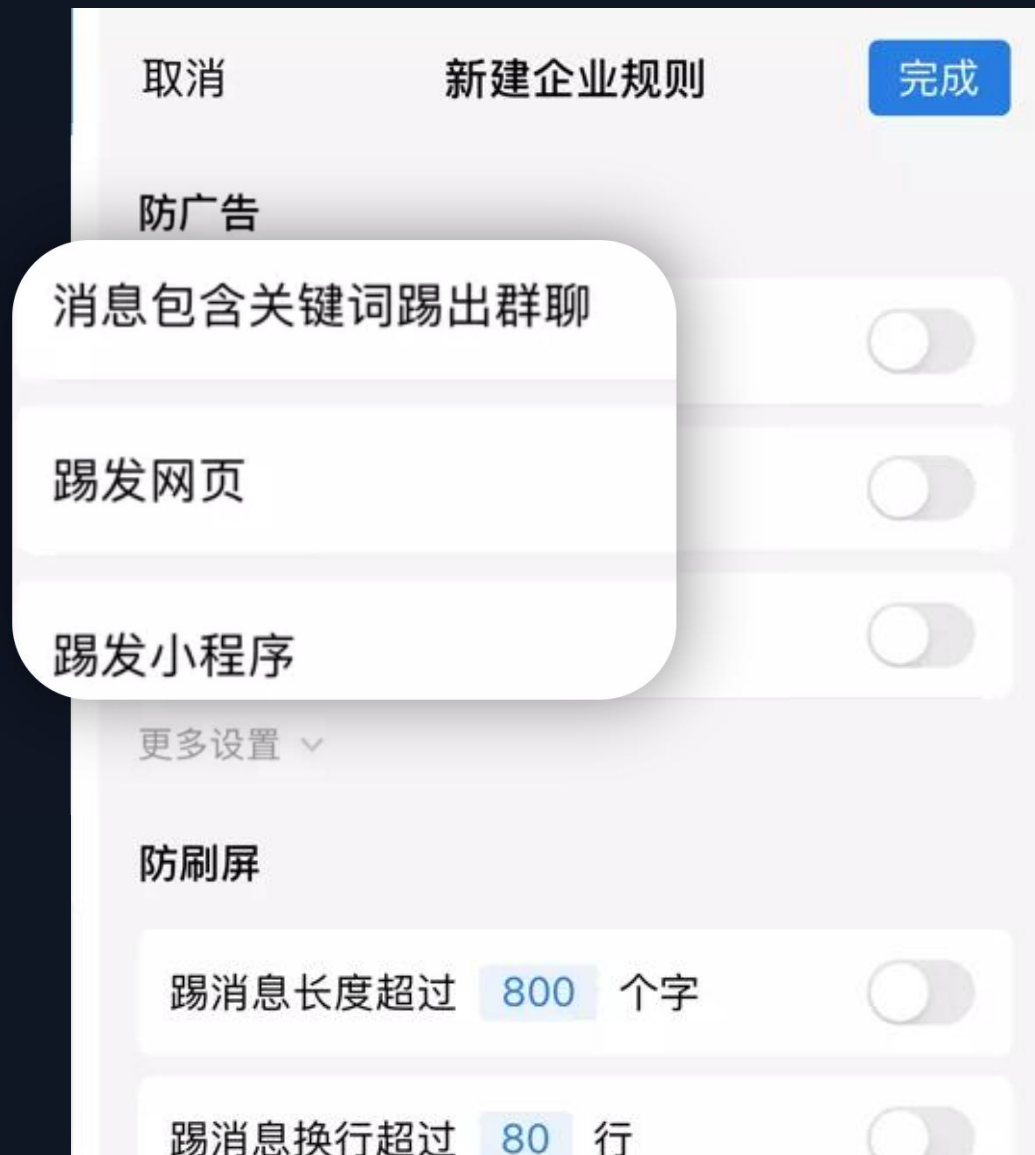 取消 新建企业规则 完成
防广告
消息包含关键词踢出群聊
踢发网页
踢发小程序
更多设置
防刷屏
踢消息长度超过 800 个字
踢消息换行超过 80 行